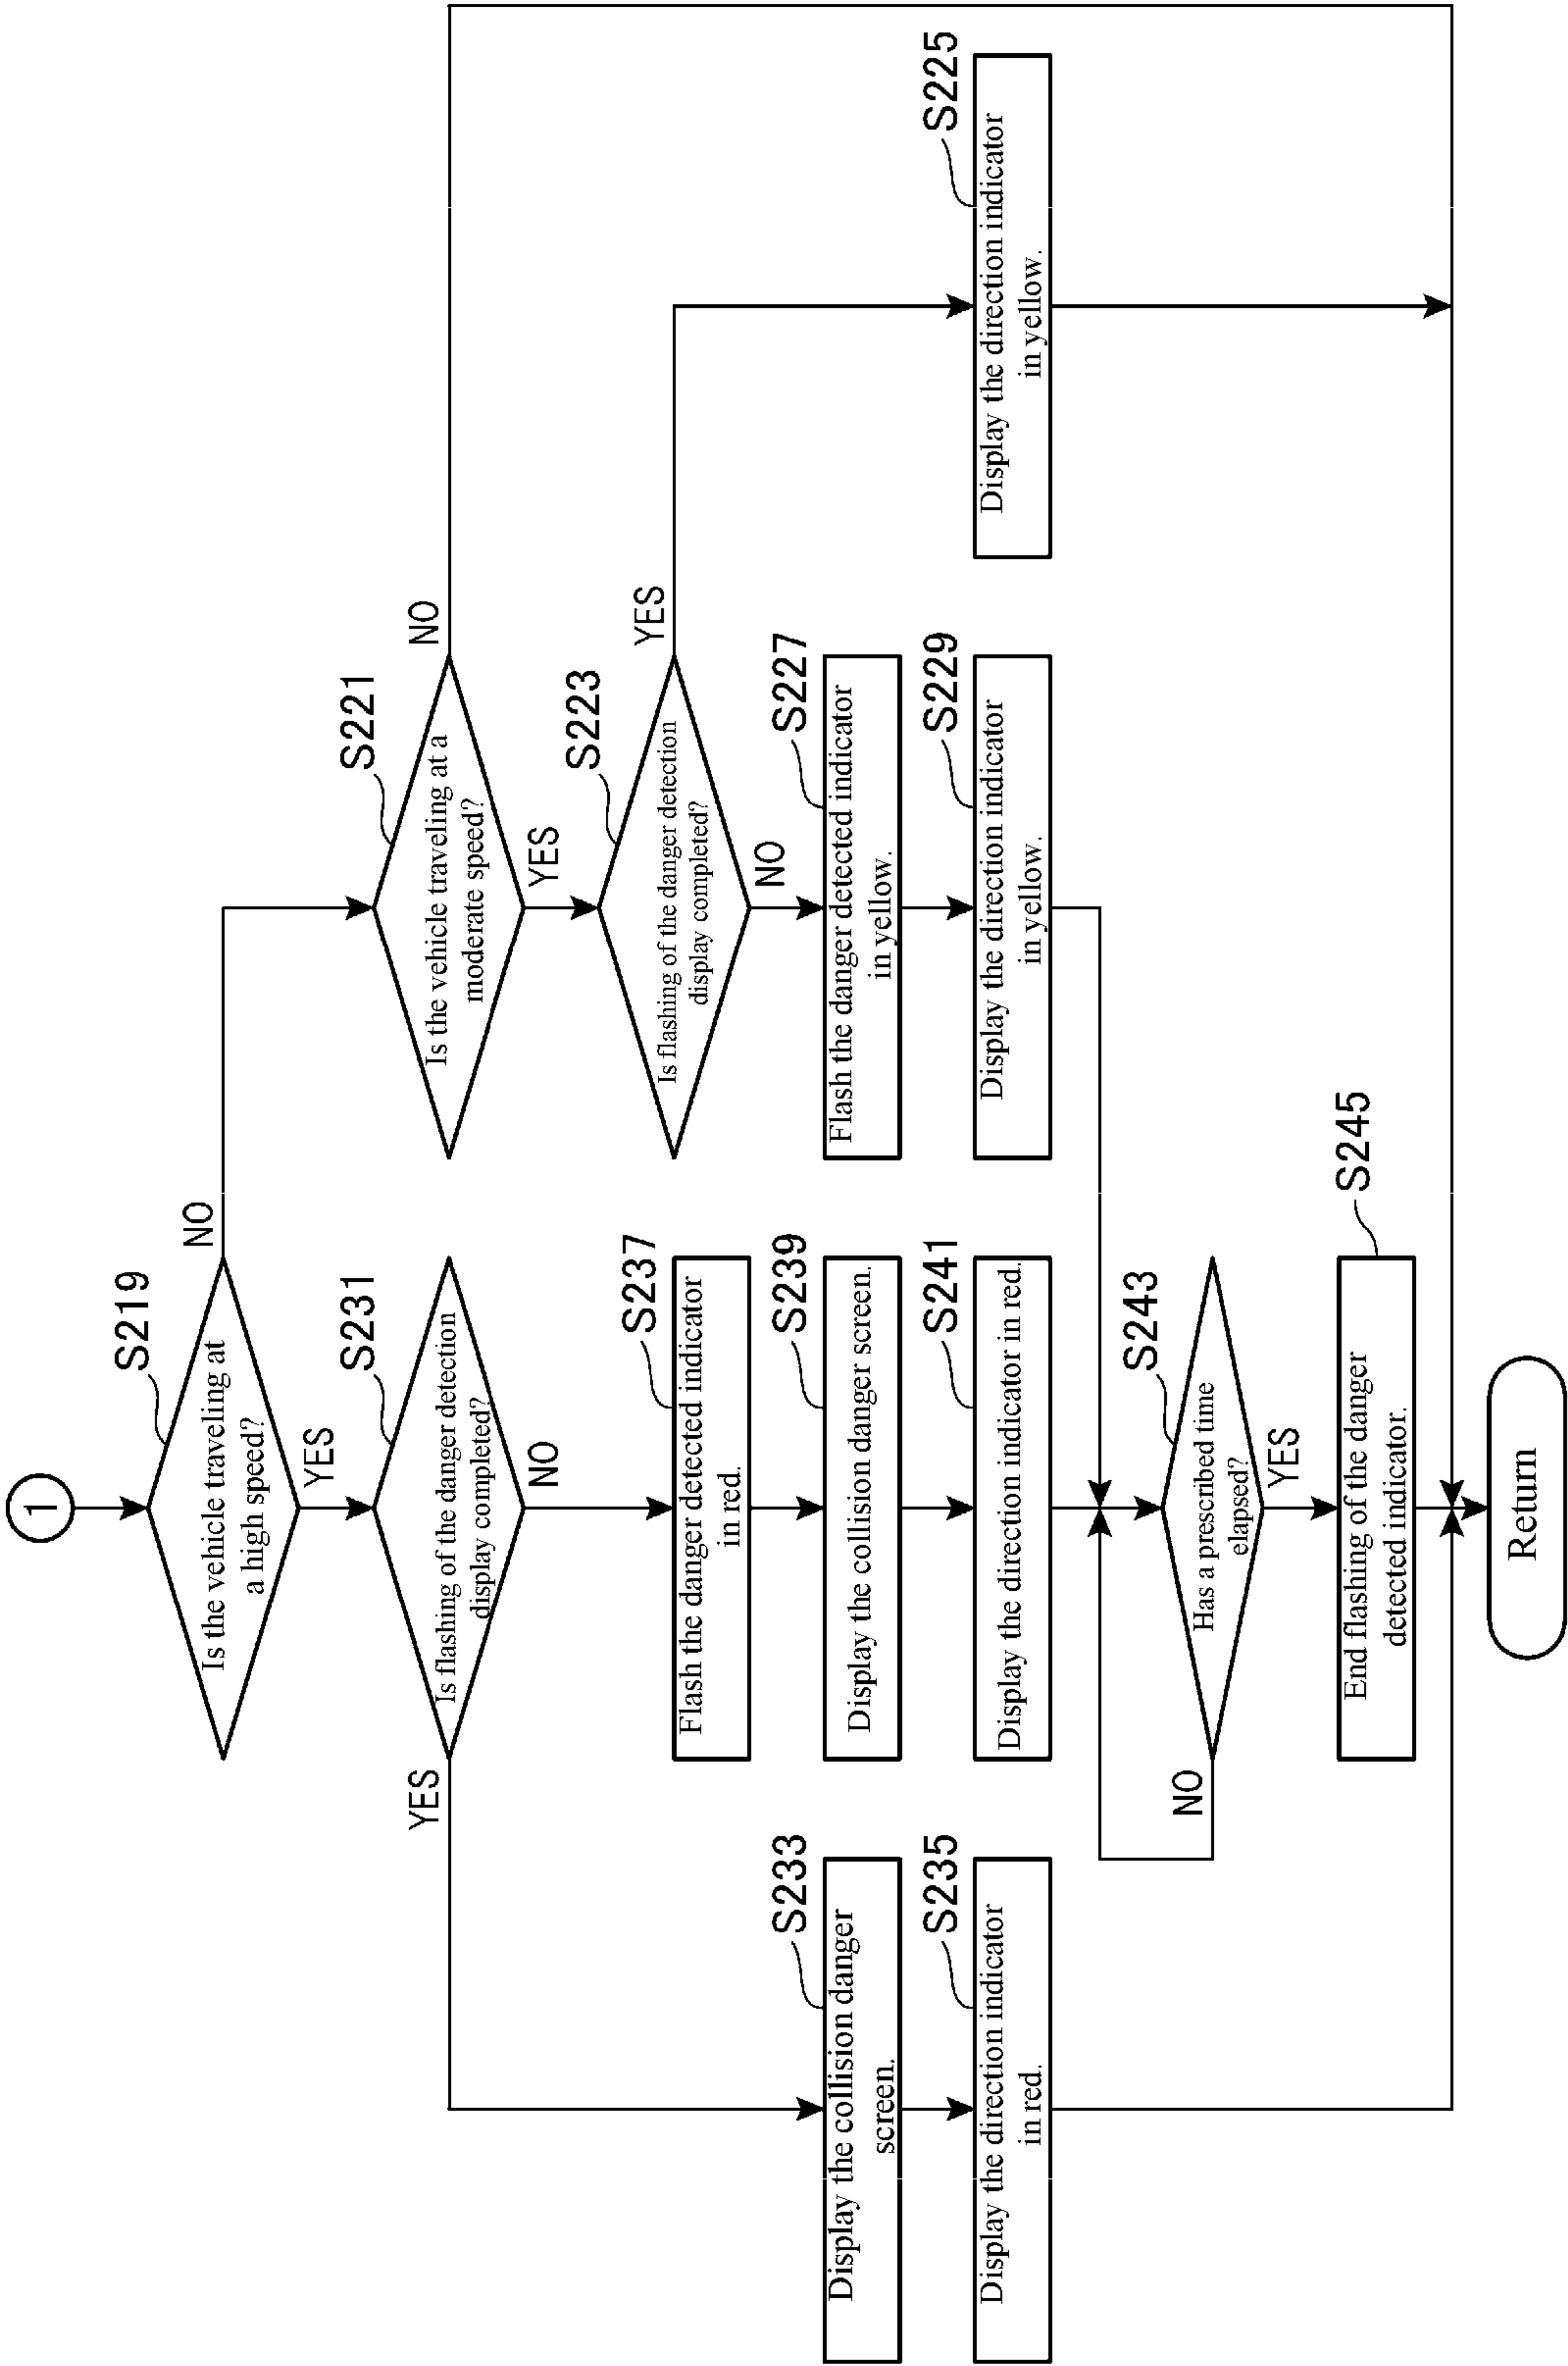 1
S219
Is the vehicle traveling at
a high speed?
NO
YES
S231
Is flashing of the danger detection
display completed?
YES
NO
S221
Is the vehicle traveling at a
moderate speed?
NO
YES
S223
Is flashing of the danger detection
display completed?
YES
NO
S237
Flash the danger detected indicator
in red.
S233
Display the collision danger
screen.
S239
Display the collision danger screen.
S227
Flash the danger detected indicator
in yellow.
S235
Display the direction indicator
in red.
S241
Display the direction indicator in red.
S229
Display the direction indicator
in yellow.
S225
Display the direction indicator
in yellow.
S243
Has a prescribed time
elapsed?
NO
YES
S245
End flashing of the danger
detected indicator.
Return